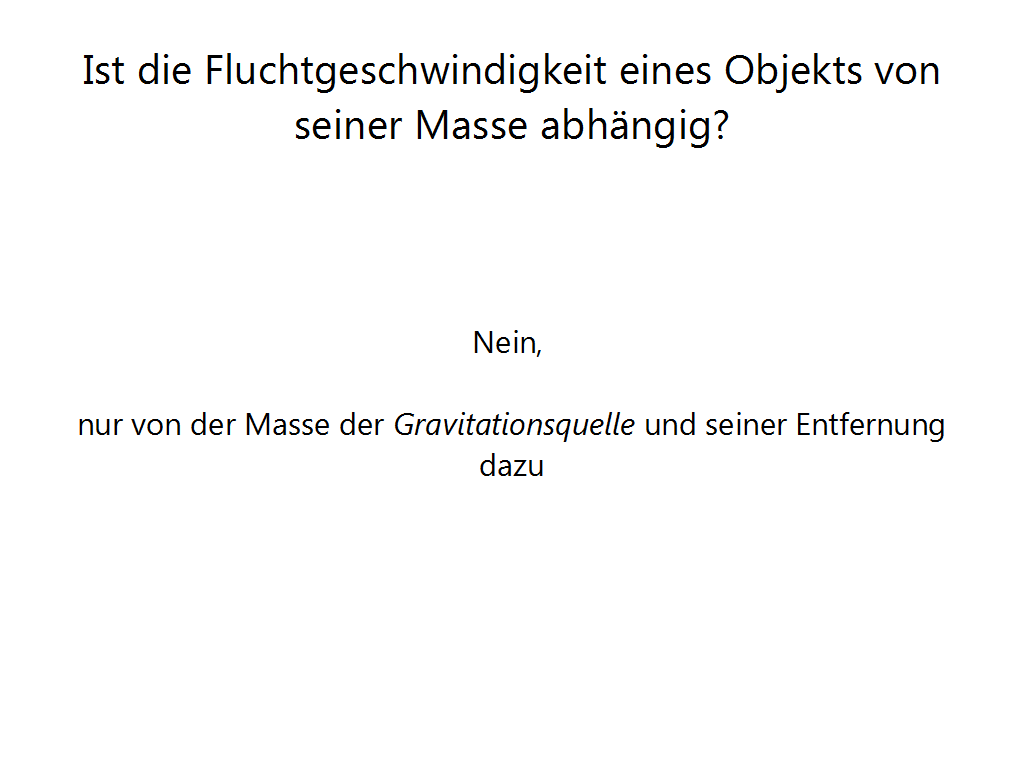 Ist die Fluchtgeschwindigkeit eines Objekts von
seiner Masse abhängig?
Nein,
nur von der Masse der Gravitationsquelle und seiner Entfernung
dazu